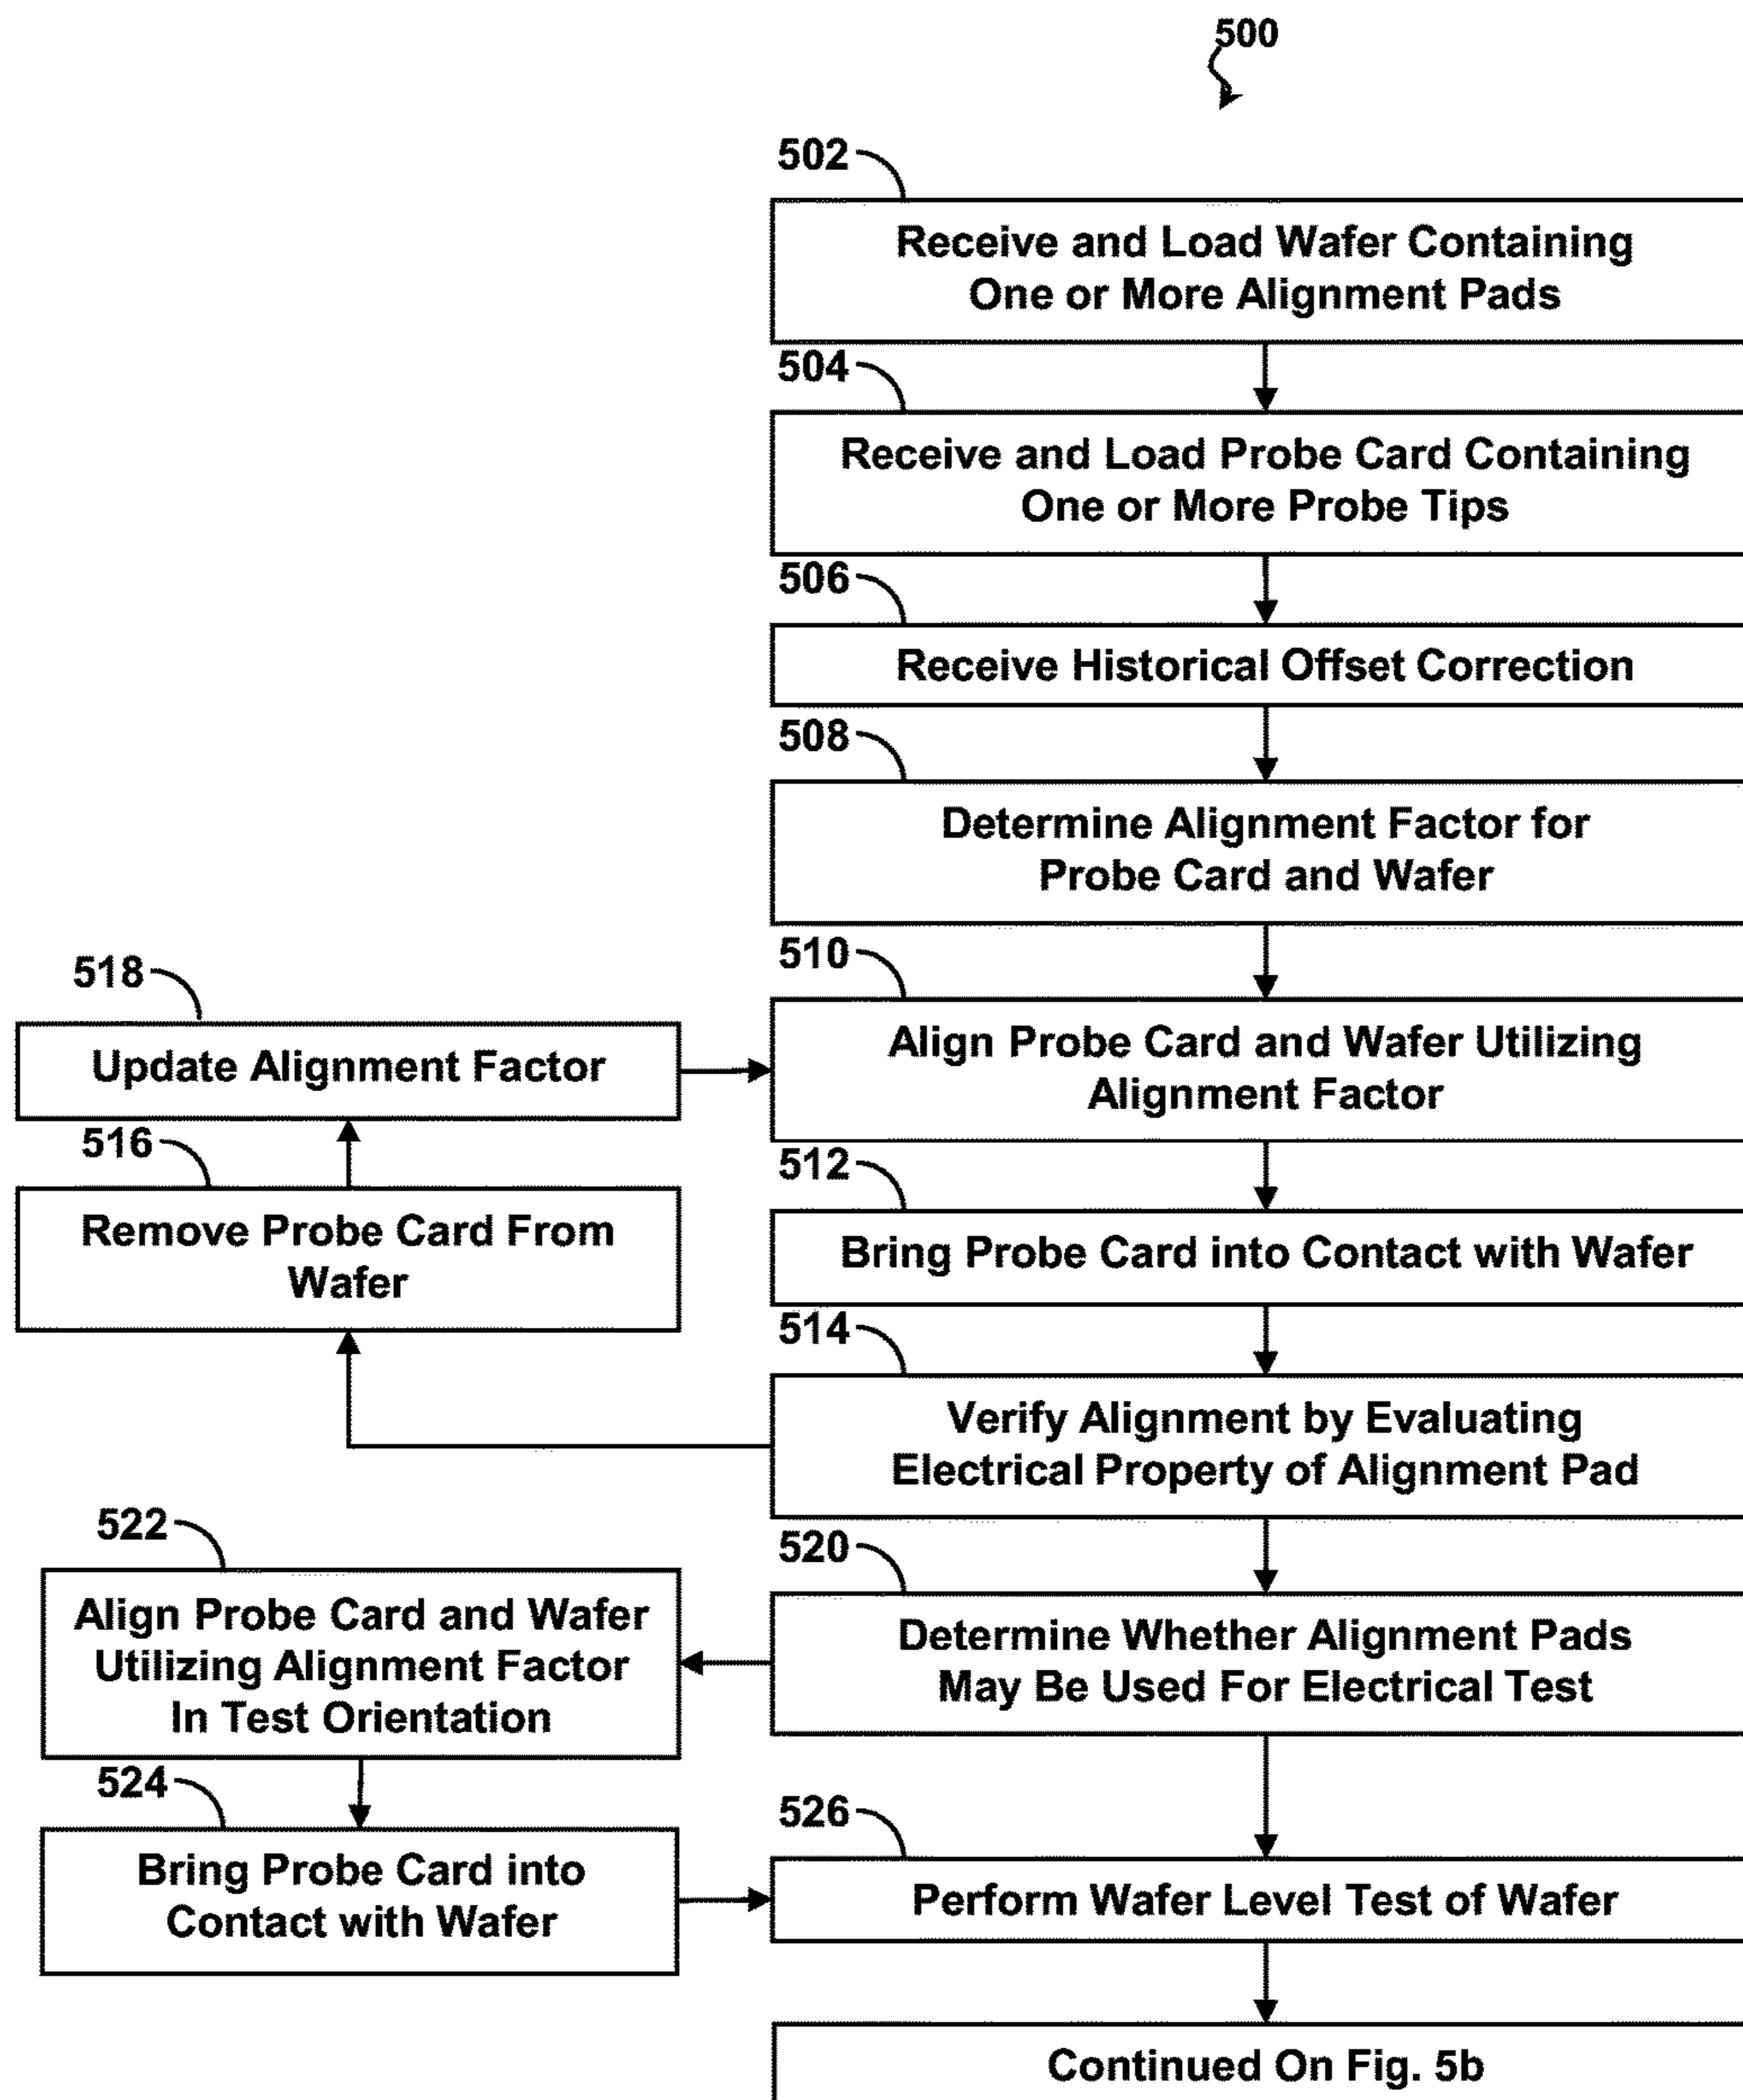 500
502
Receive and Load Wafer Containing
One or More Alignment Pads
504
Receive and Load Probe Card Containing
One or More Probe Tips
506
Receive Historical Offset Correction
508
Determine Alignment Factor for
Probe Card and Wafer
510
Align Probe Card and Wafer Utilizing
Alignment Factor
518
Update Alignment Factor
516
Remove Probe Card From
Wafer
512
Bring Probe Card into Contact with Wafer
514
Verify Alignment by Evaluating
Electrical Property of Alignment Pad
520
Determine Whether Alignment Pads
May Be Used For Electrical Test
522
Align Probe Card and Wafer
Utilizing Alignment Factor
In Test Orientation
524
Bring Probe Card into
Contact with Wafer
526
Perform Wafer Level Test of Wafer
Continued On Fig. 5b